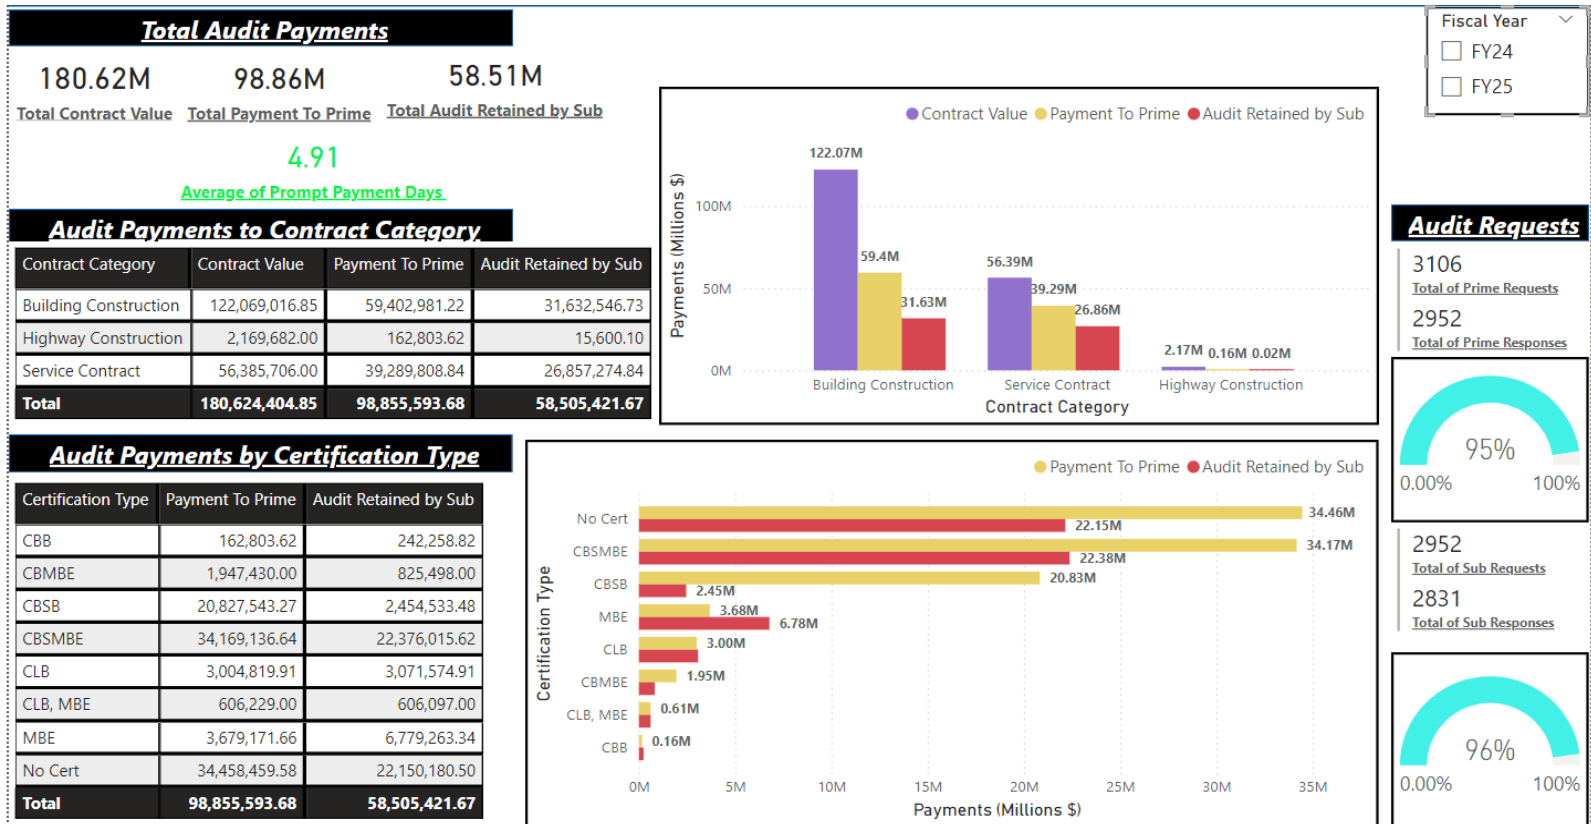 Total Audit Payments
180.62M 98.86M 58.51M
Total Contract Value Total Payment To Prime Total Audit Retained by Sub
4.91
Average of Prompt Payment Days
Fiscal Year
FY24
FY25
Audit Payments to Contract Category
Contract Category Contract Value Payment To Prime Audit Retained by Sub
Building Construction 122,069,016.85 59,402,981.22 31,632,546.73
Highway Construction 2,169,682.00 162,803.62 15,600.10
Service Contract 56,385,706.00 39,289,808.84 26,857,274.84
Total 180,624,404.85 98,855,593.68 58,505,421.67
Contract Value Payment To Prime Audit Retained by Sub
Payments (Millions $)
100M
50M
0M
122.07M
59.4M
31.63M
56.39M
39.29M
26.86M
2.17M 0.16M 0.02M
Building Construction Service Contract Highway Construction
Contract Category
Audit Requests
3106
Total of Prime Requests
2952
Total of Prime Responses
95%
0.00% 100%
2952
Total of Sub Requests
2831
Total of Sub Responses
96%
0.00% 100%
Audit Payments by Certification Type
Certification Type Payment To Prime Audit Retained by Sub
CBB 162,803.62 242,258.82
CBMBE 1,947,430.00 825,498.00
CBSB 20,827,543.27 2,454,533.48
CBSMBE 34,169,136.64 22,376,015.62
CLB 3,004,819.91 3,071,574.91
CLB, MBE 606,229.00 606,097.00
MBE 3,679,171.66 6,779,263.34
No Cert 34,458,459.58 22,150,180.50
Total 98,855,593.68 58,505,421.67
Payment To Prime Audit Retained by Sub
Certification Type
No Cert 34.46M
22.15M
CBSMBE 34.17M
22.38M
CBSB 20.83M
2.45M
MBE 3.68M
6.78M
CLB 3.00M
CBMBE 1.95M
CLB, MBE 0.61M
CBB 0.16M
0M 5M 10M 15M 20M 25M 30M 35M
Payments (Millions $)